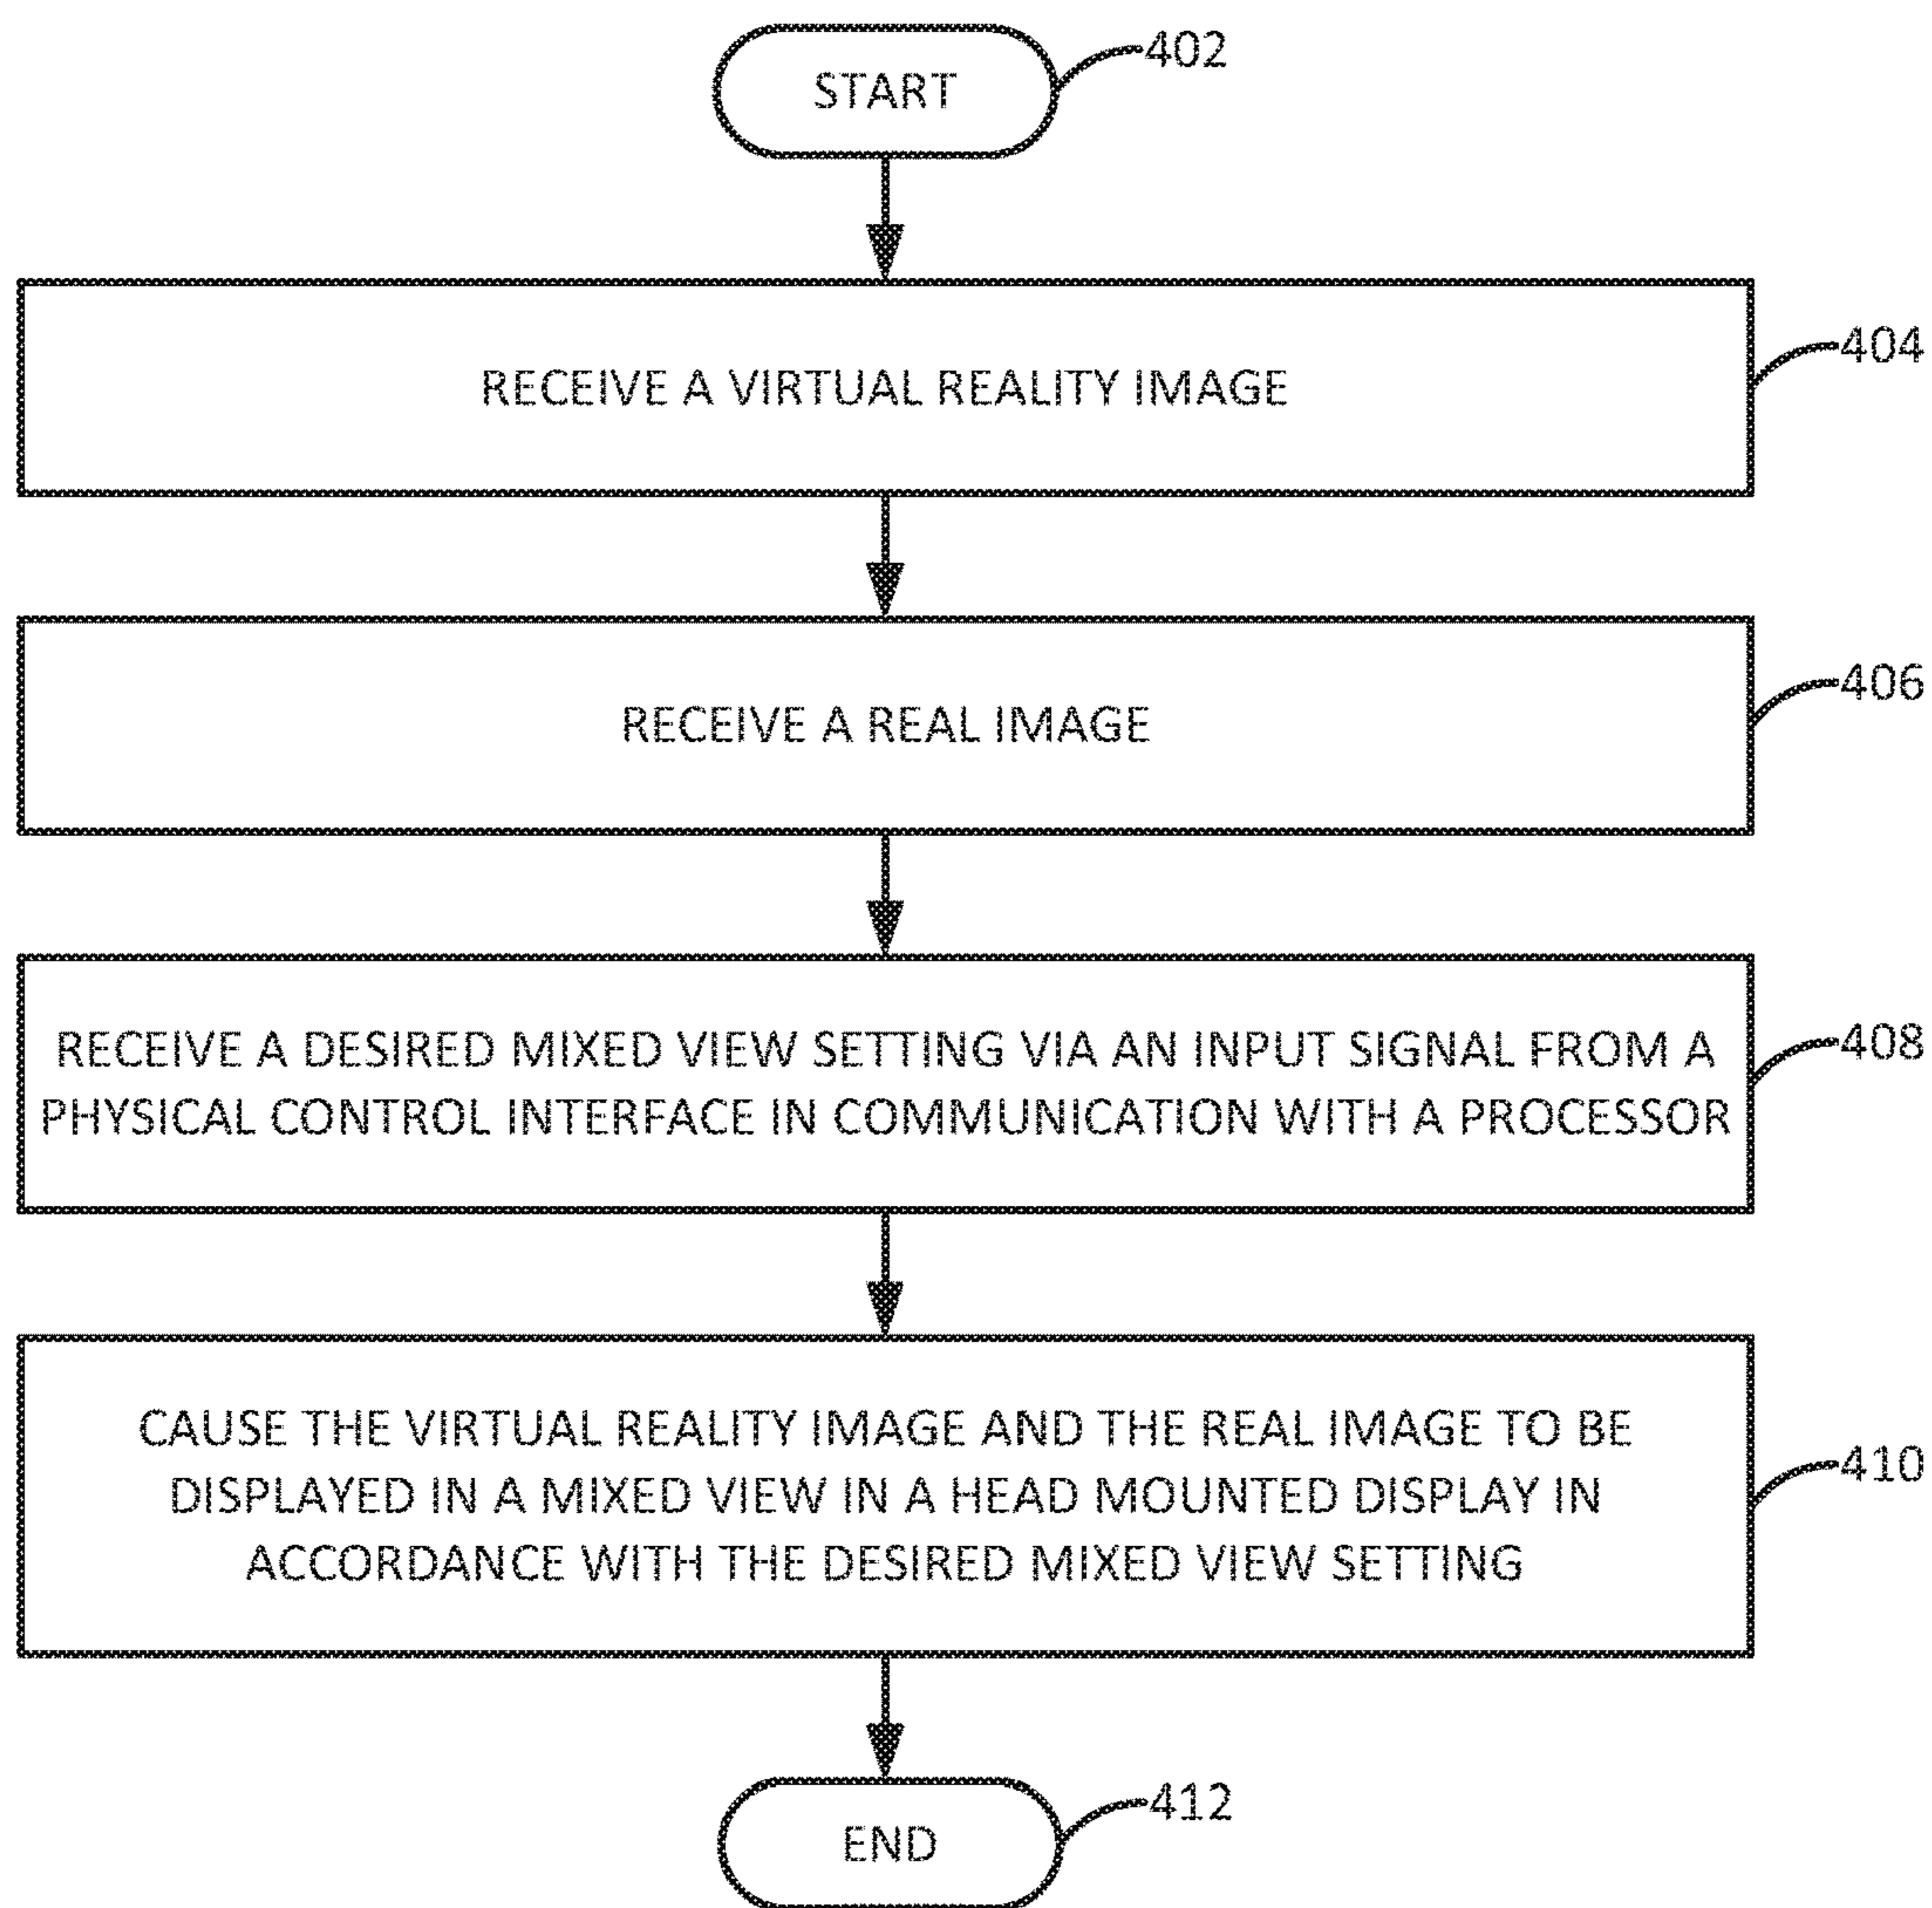 START
402
RECEIVE A VIRTUAL REALITY IMAGE
404
RECEIVE A REAL IMAGE
406
RECEIVE A DESIRED MIXED VIEW SETTING VIA AN INPUT SIGNAL FROM A
PHYSICAL CONTROL INTERFACE IN COMMUNICATION WITH A PROCESSOR
408
CAUSE THE VIRTUAL REALITY IMAGE AND THE REAL IMAGE TO BE
DISPLAYED IN A MIXED VIEW IN A HEAD MOUNTED DISPLAY IN
ACCORDANCE WITH THE DESIRED MIXED VIEW SETTING
410
END
412